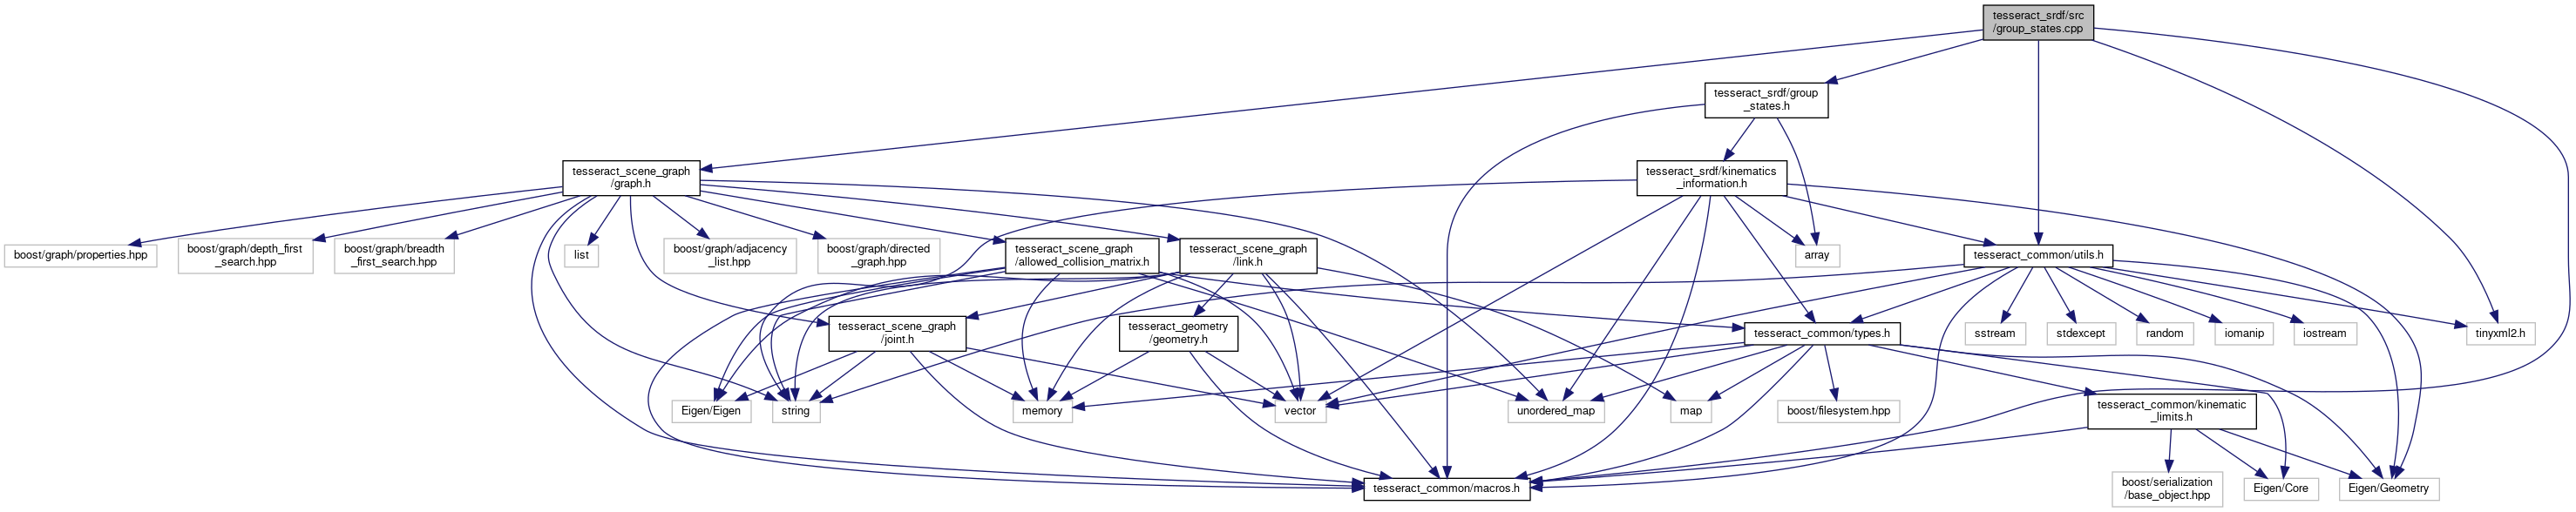 tesseract_srdf/src
/group_states.cpp
tesseract_srdf/group
_states.h
tesseract_scene_graph
/graph.h
tesseract_srdf/kinematics
_information.h
boost/graph/properties.hpp
boost/graph/depth_first
_search.hpp
boost/graph/breadth
_first_search.hpp
list
boost/graph/adjacency
_list.hpp
boost/graph/directed
_graph.hpp
tesseract_scene_graph
/allowed_collision_matrix.h
tesseract_scene_graph
/link.h
array
tesseract_common/utils.h
tesseract_scene_graph
/joint.h
tesseract_geometry
/geometry.h
tesseract_common/types.h
sstream
stdexcept
random
iomanip
iostream
tinyxml2.h
Eigen/Eigen
string
memory
vector
unordered_map
map
boost/filesystem.hpp
tesseract_common/kinematic
_limits.h
tesseract_common/macros.h
boost/serialization
/base_object.hpp
Eigen/Core
Eigen/Geometry